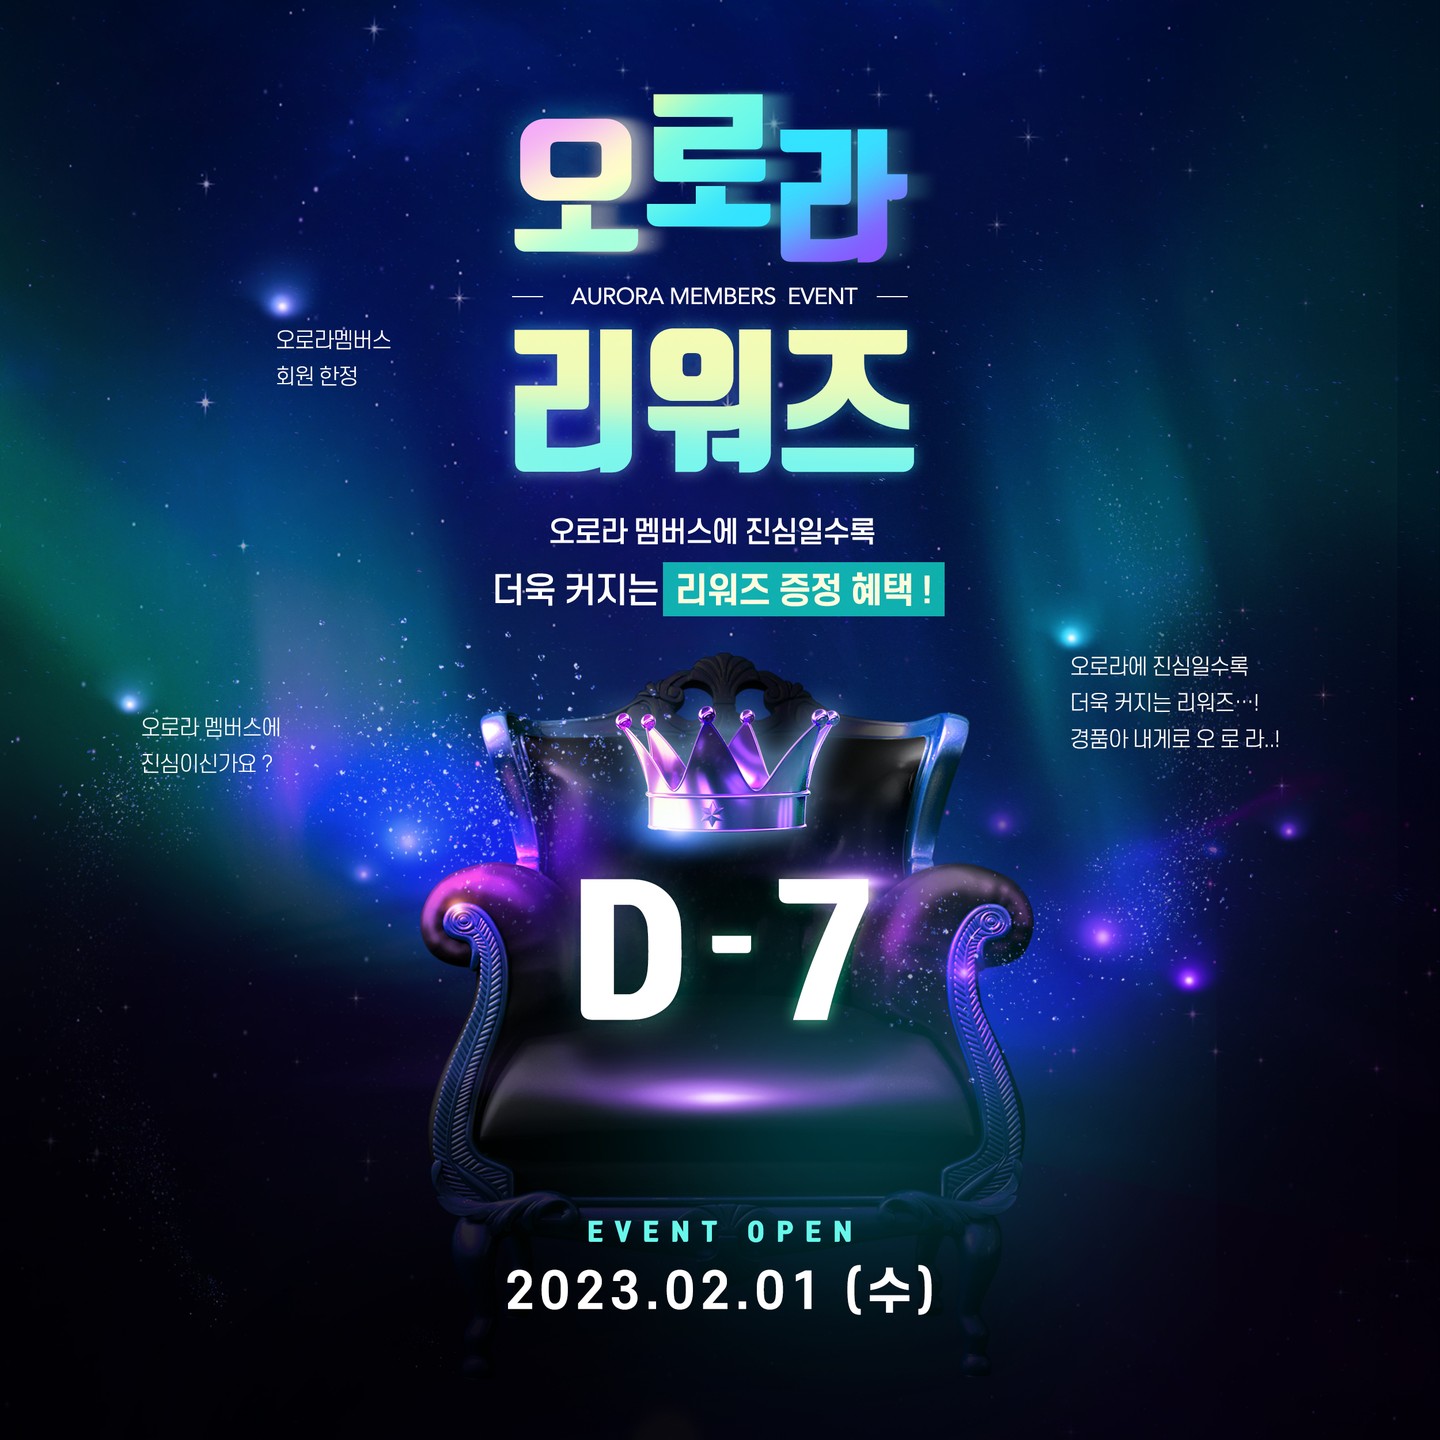 오로라
AURORA MEMBERS EVENT
리워즈
오로라멤버스
회원 한정
오로라 멤버스에 진심일수록
더욱 커지는 리워즈 증정 혜택 !
오로라에 진심일수록
더욱 커지는 리워즈…!
경품아 내게로 오 로 라..!
오로라 멤버스에
진심이신가요 ?
D-7
EVENT OPEN
2023.02.01 (수)